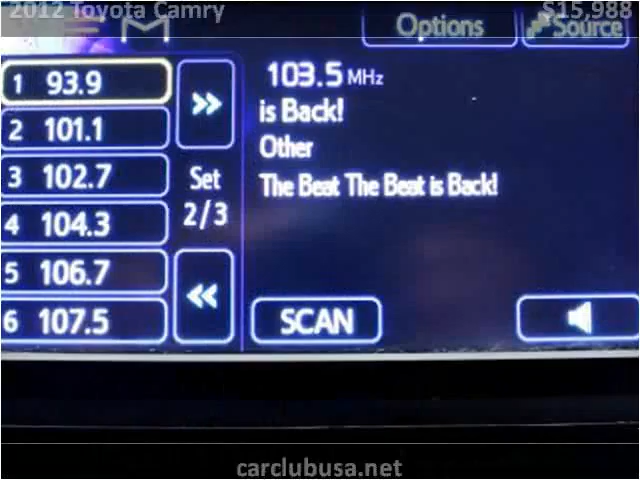 2012 Toyota Camry
$15,988
FM
Options
Source
1 93.9
2 101.1
3 102.7
4 104.3
5 106.7
6 107.5
>>
Set
2/3
<<
103.5 MHz
is Back!
Other
The Beat The Beat is Back!
SCAN
carclubusa.net